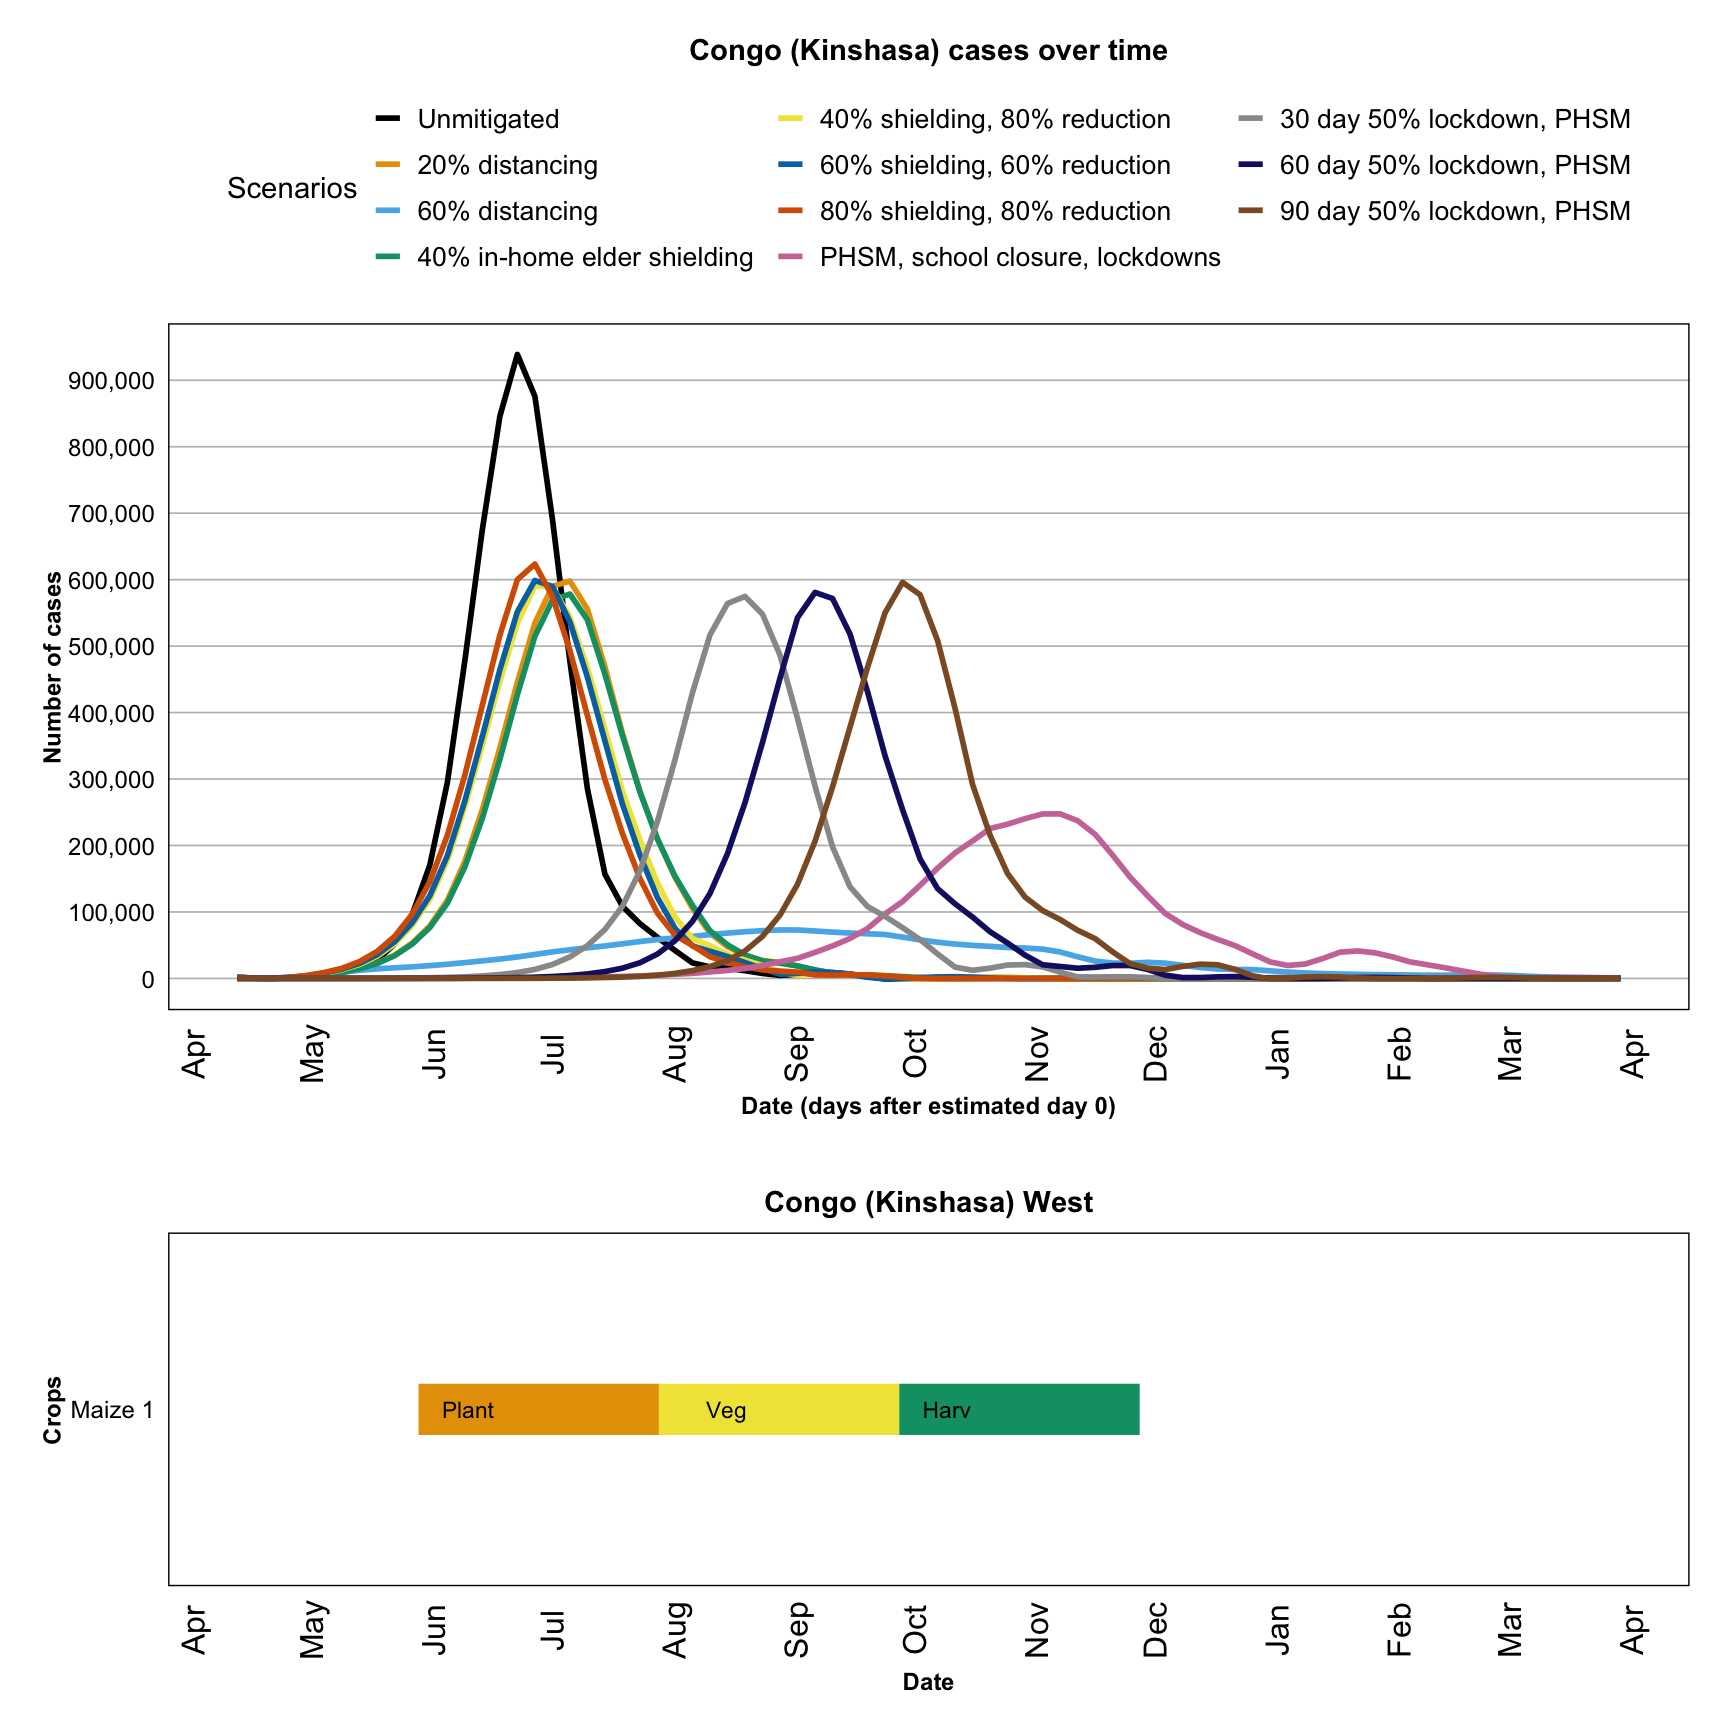 Congo (Kinshasa) cases over time
Scenarios
Unmitigated
20% distancing
60% distancing
40% in-home elder shielding
40% shielding, 80% reduction
60% shielding, 60% reduction
80% shielding, 80% reduction
PHSM, school closure, lockdowns
30 day 50% lockdown, PHSM
60 day 50% lockdown, PHSM
90 day 50% lockdown, PHSM
Number of cases
900,000
800,000
700,000
600,000
500,000
400,000
300,000
200,000
100,000
0
Apr May Jun Jul Aug Sep Oct Nov Dec Jan Feb Mar Apr
Date (days after estimated day 0)
Congo (Kinshasa) West
Crops
Maize 1
Plant Veg Harv
Apr May Jun Jul Aug Sep Oct Nov Dec Jan Feb Mar Apr
Date